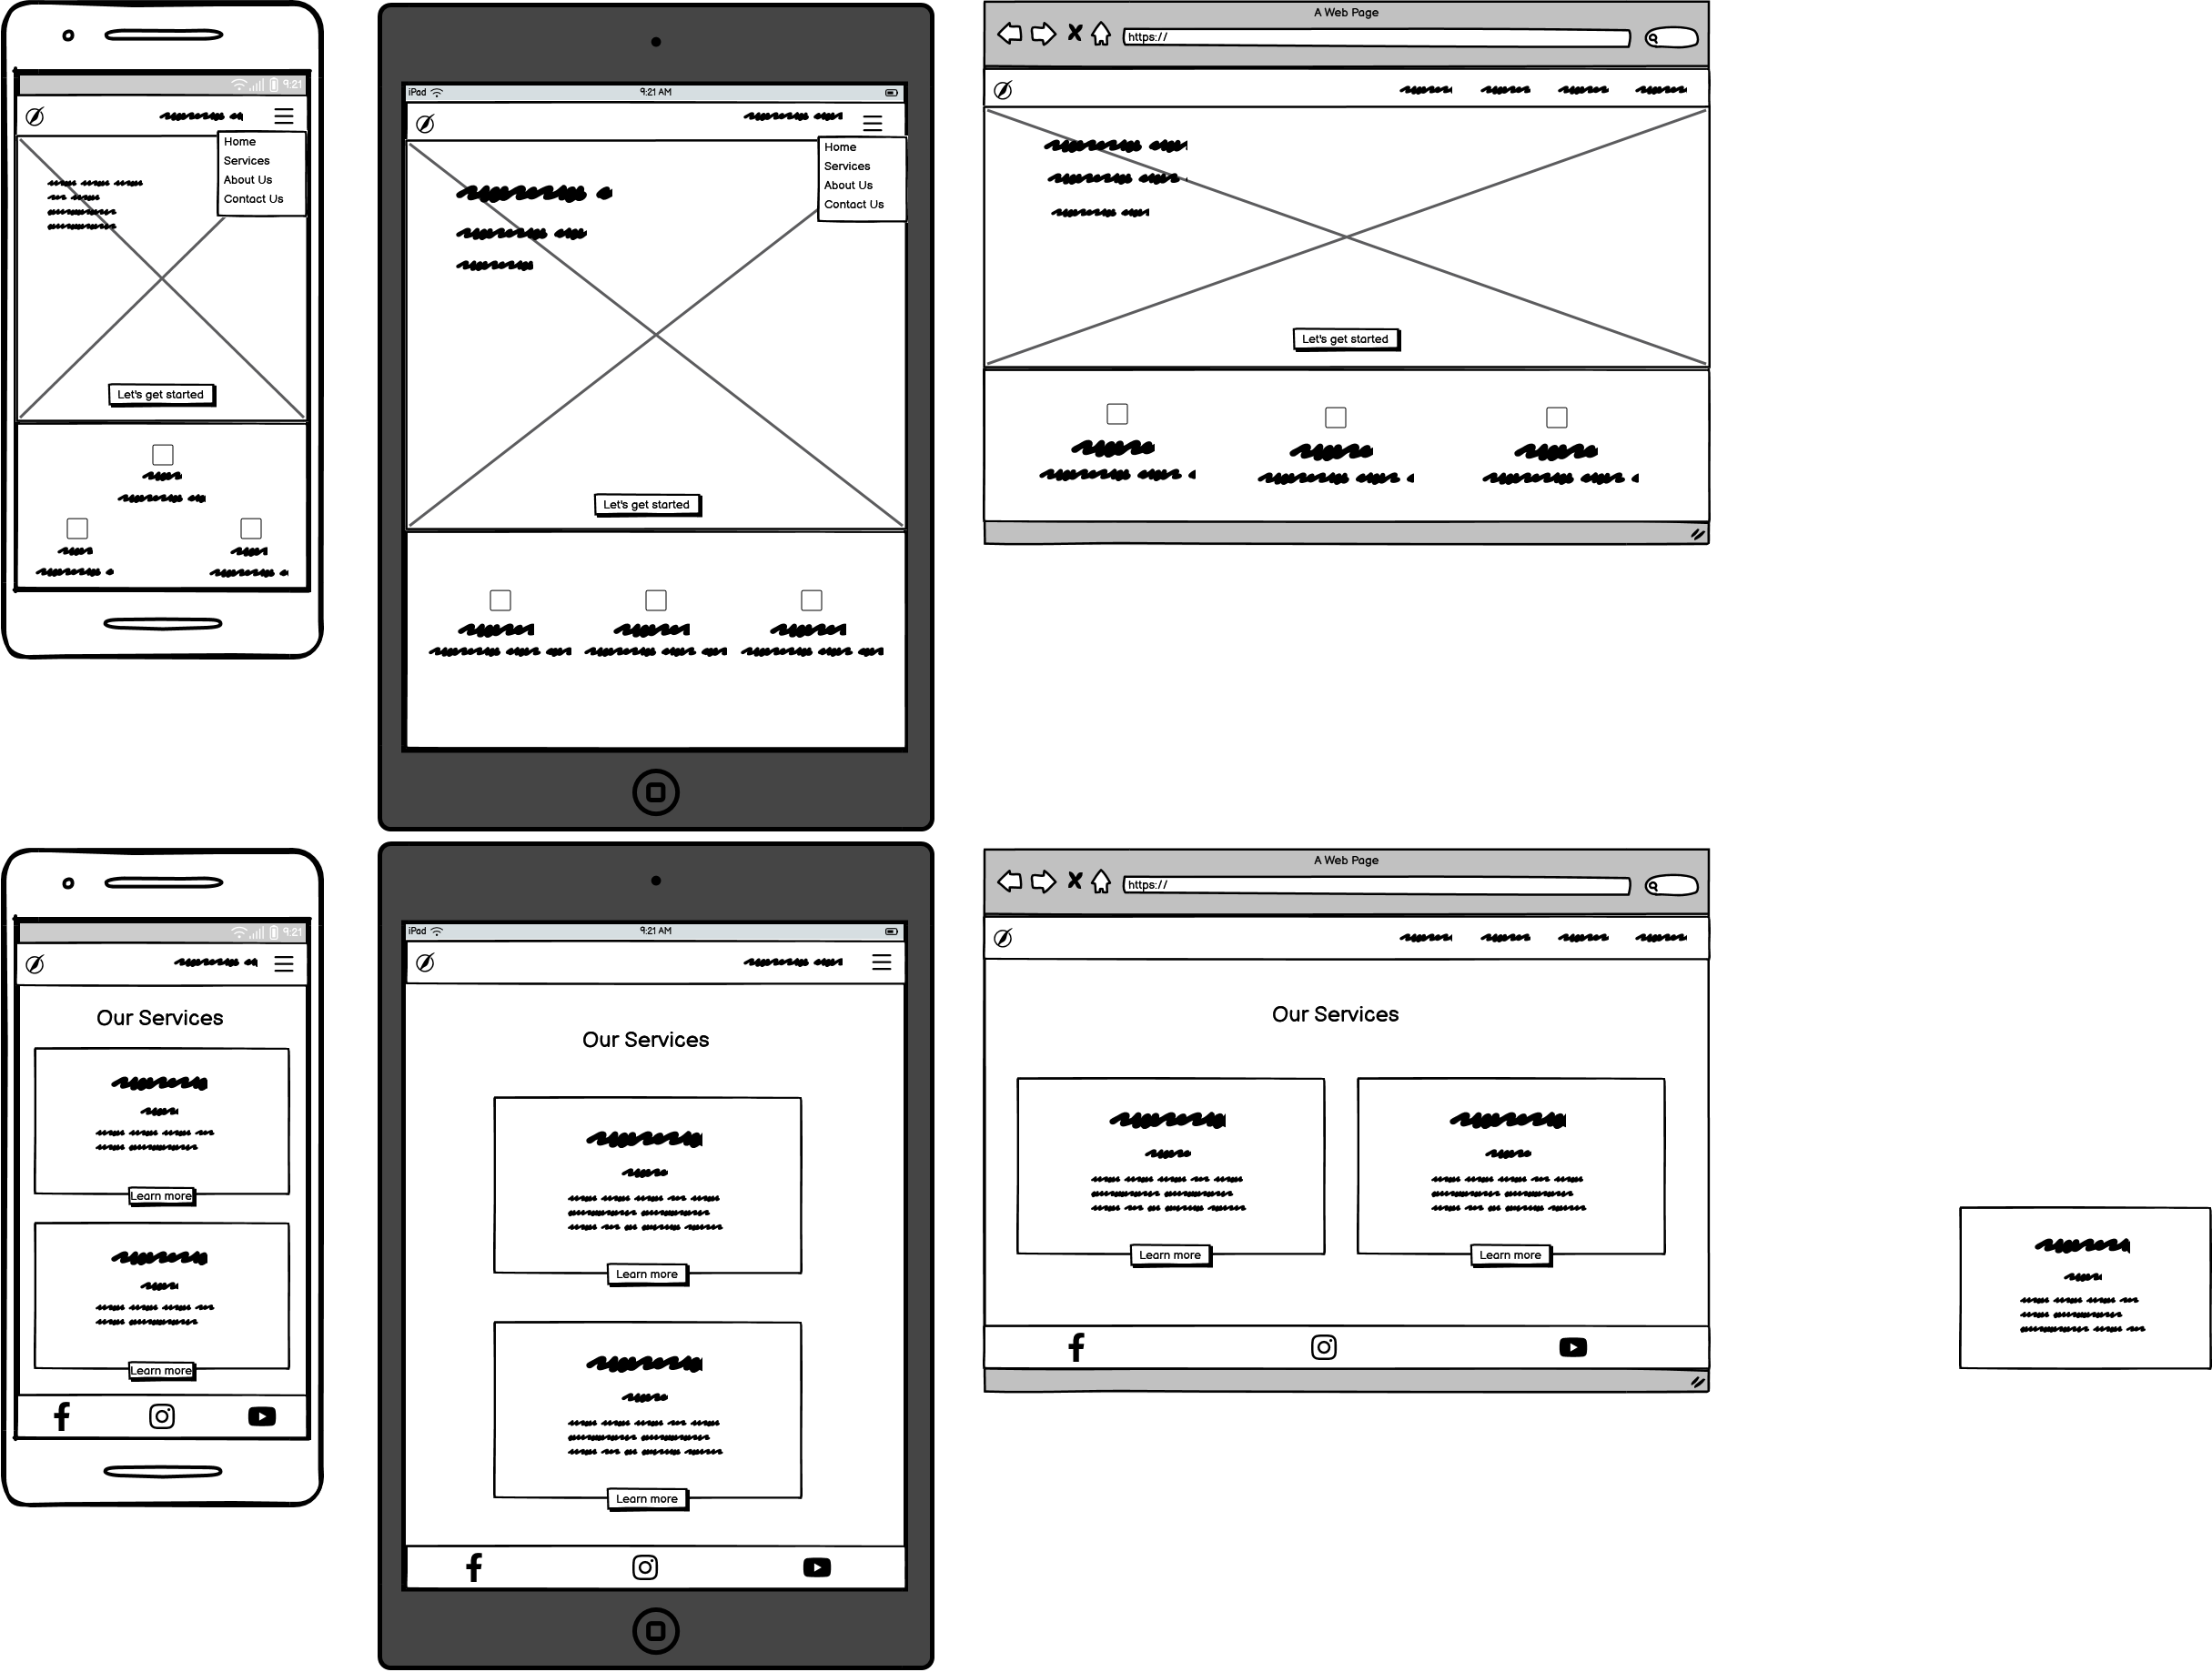 9:21
Home
Services
About Us
Contact Us
Let's get started
iPad
9:21 AM
Home
Services
About Us
Contact Us
Let's get started
A Web Page
https://
Let's get started
9:21
Our Services
Learn more
Learn more
iPad
9:21 AM
Our Services
Learn more
Learn more
A Web Page
https://
Our Services
Learn more
Learn more